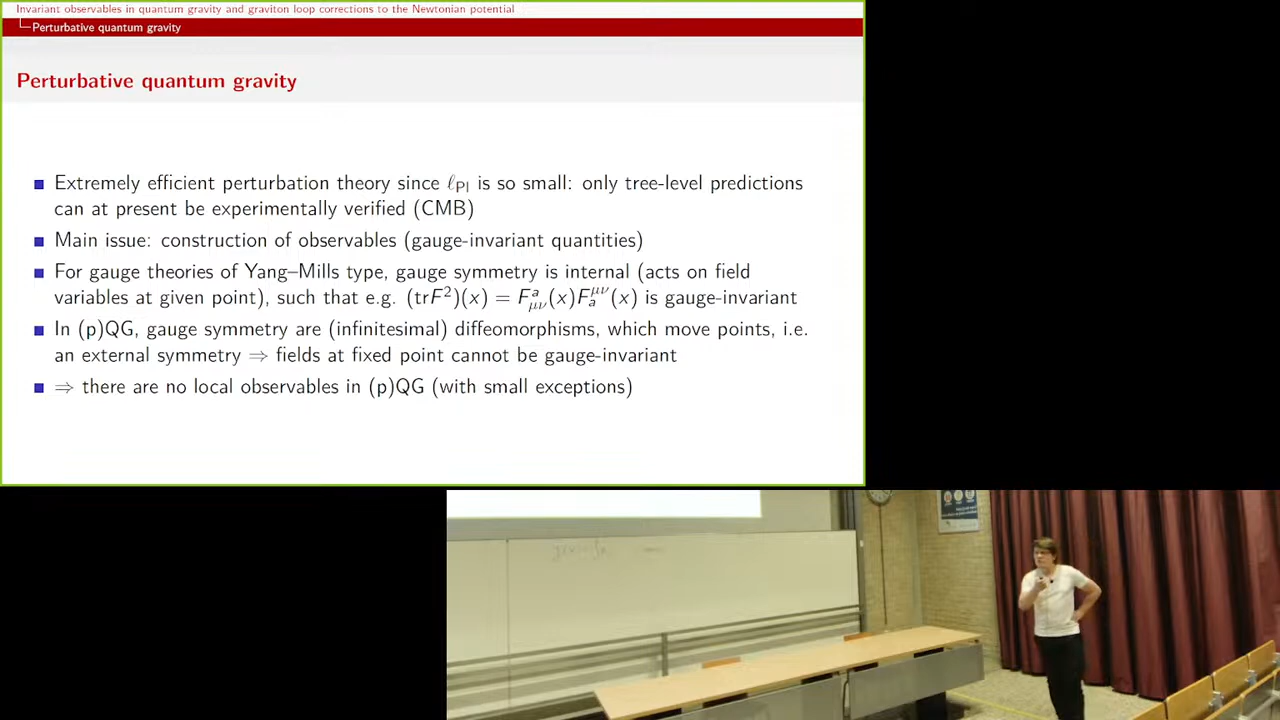 Invariant observables in quantum gravity and graviton loop corrections to the Newtonian potential
Perturbative quantum gravity
Perturbative quantum gravity
■ Extremely efficient perturbation theory since ℓ_Pl is so small: only tree-level predictions
can at present be experimentally verified (CMB)
■ Main issue: construction of observables (gauge-invariant quantities)
■ For gauge theories of Yang–Mills type, gauge symmetry is internal (acts on field
variables at given point), such that e.g. (trF²)(x) = F^a_μν(x)F_a^μν(x) is gauge-invariant
■ In (p)QG, gauge symmetry are (infinitesimal) diffeomorphisms, which move points, i.e.
an external symmetry ⇒ fields at fixed point cannot be gauge-invariant
■ ⇒ there are no local observables in (p)QG (with small exceptions)